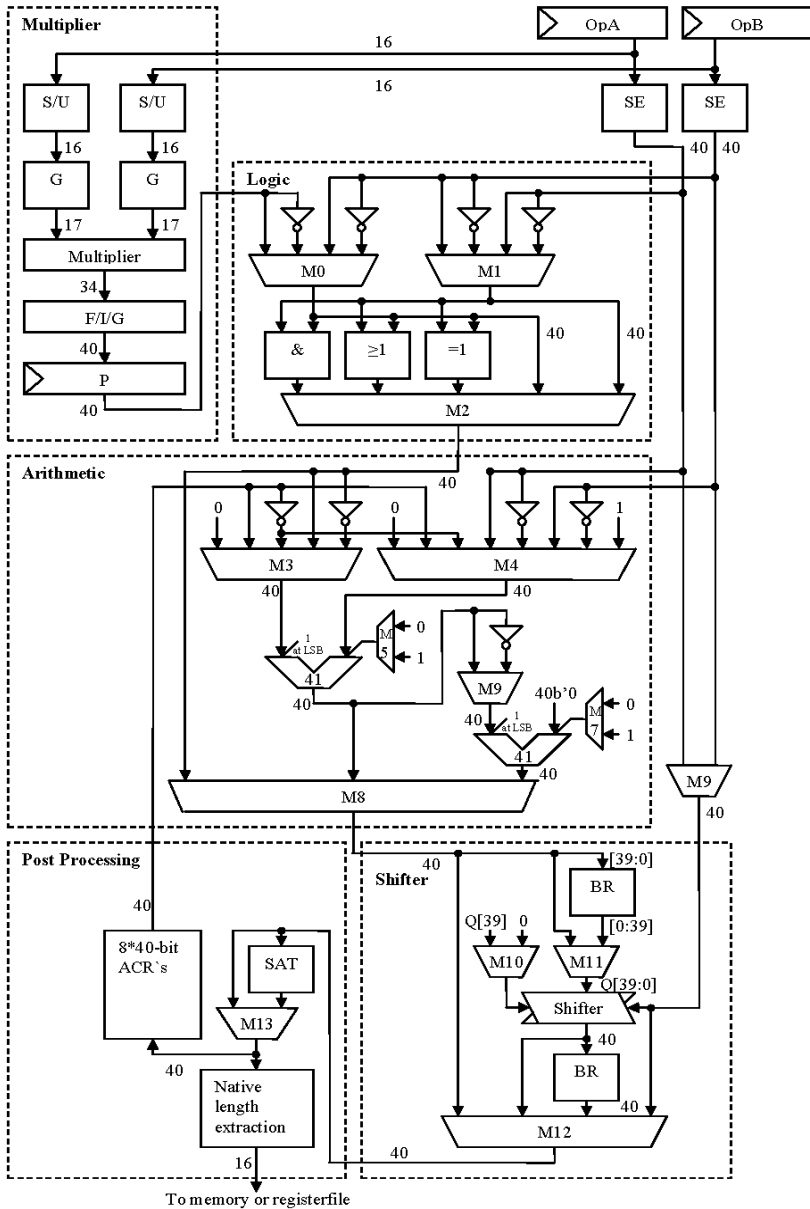 Multiplier
OpA
OpB
16
40
40
16
S/U
S/U
SE
SE
16
16
40
40
G
G
Logic
17
17
Multiplier
M0
M1
34
F/I/G
40
40
40
&
≥1
=1
P
40
M2
40
Arithmetic
0
0
1
M3
M4
40
40
1
at LSB
M
5
0
1
41
40
M9
40
40b'0
1
at LSB
M
7
0
1
41
40
M8
M9
40
Post Processing
40
Shifter
[39:0]
BR
40
Q[39]
0
[0:39]
8*40-bit
ACR`s
SAT
M10
M11
Q[39:0]
Shifter
M13
40
40
BR
Native
length
extraction
40
M12
16
40
To memory or registerfile